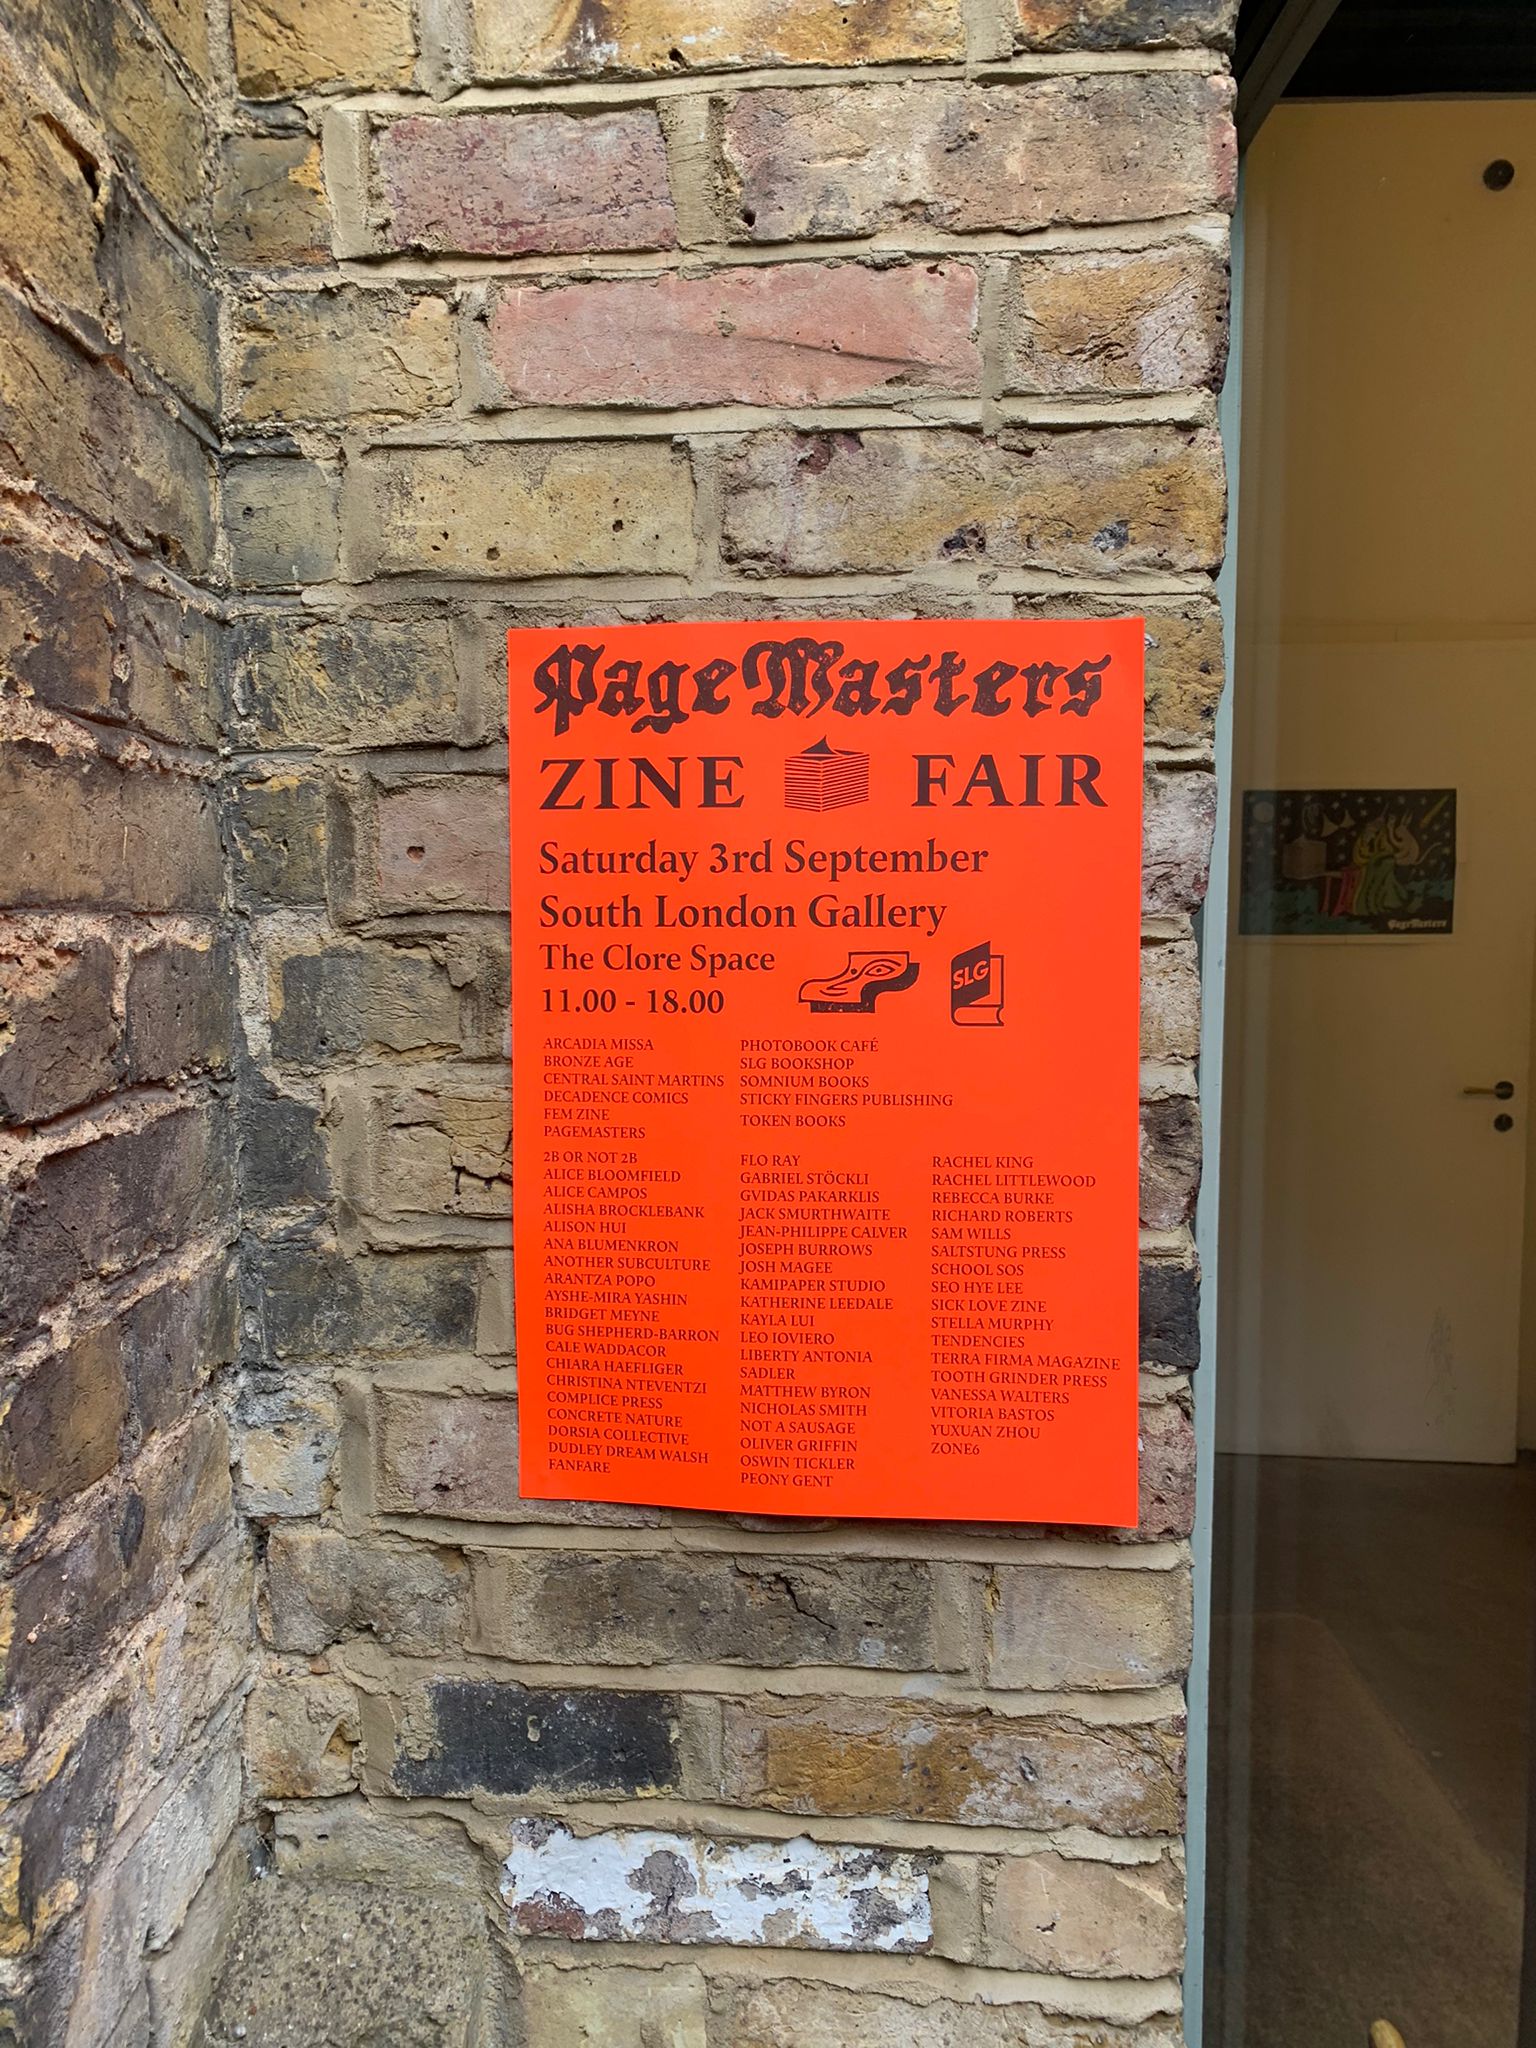 PageMasters
ZINE FAIR
Saturday 3rd September
South London Gallery
The Clore Space
11.00 - 18.00
SLG
ARCADIA MISSA
BRONZE AGE
CENTRAL SAINT MARTINS
DECADENCE COMICS
FEM ZINE
PAGEMASTERS
PHOTOBOOK CAFÉ
SLG BOOKSHOP
SOMNIUM BOOKS
STICKY FINGERS PUBLISHING
TOKEN BOOKS
2B OR NOT 2B
ALICE BLOOMFIELD
ALICE CAMPOS
ALISHA BROCKLEBANK
ALISON HUI
ANA BLUMENKRON
ANOTHER SUBCULTURE
ARANTZA POPO
AYSHE-MIRA YASHIN
BRIDGET MEYNE
BUG SHEPHERD-BARRON
CALE WADDACOR
CHIARA HAEFLIGER
CHRISTINA NTEVENTZI
COMPLICE PRESS
CONCRETE NATURE
DORSIA COLLECTIVE
DUDLEY DREAM WALSH
FANFARE
FLO RAY
GABRIEL STÖCKLI
GVIDAS PAKARKLIS
JACK SMURTHWAITE
JEAN-PHILIPPE CALVER
JOSEPH BURROWS
JOSH MAGEE
KAMIPAPER STUDIO
KATHERINE LEEDALE
KAYLA LUI
LEO IOVIERO
LIBERTY ANTONIA
SADLER
MATTHEW BYRON
NICHOLAS SMITH
NOT A SAUSAGE
OLIVER GRIFFIN
OSWIN TICKLER
PEONY GENT
RACHEL KING
RACHEL LITTLEWOOD
REBECCA BURKE
RICHARD ROBERTS
SAM WILLS
SALTSTUNG PRESS
SCHOOL SOS
SEO HYE LEE
SICK LOVE ZINE
STELLA MURPHY
TENDENCIES
TERRA FIRMA MAGAZINE
TOOTH GRINDER PRESS
VANESSA WALTERS
VITORIA BASTOS
YUXUAN ZHOU
ZONE6
PageMasters